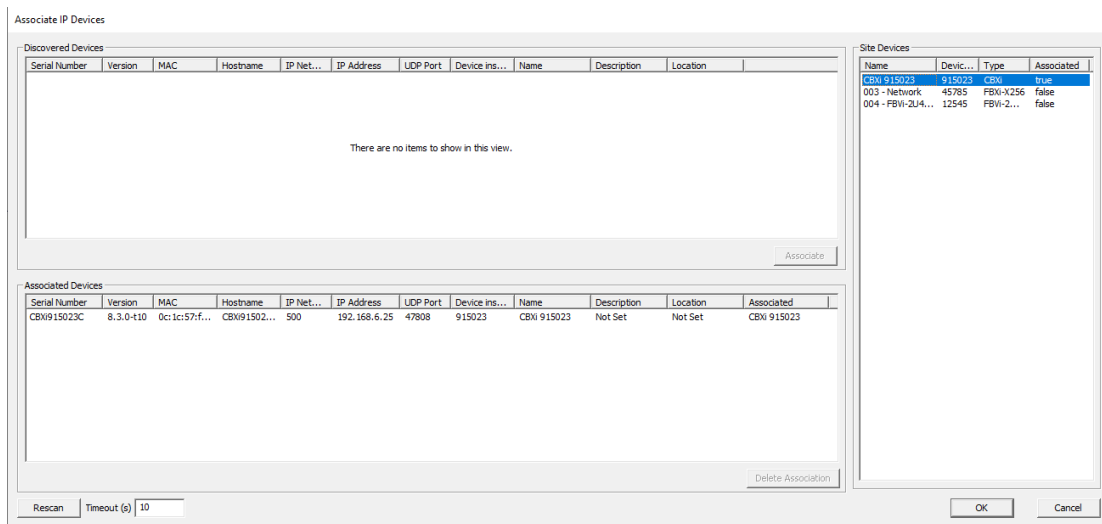 Associate IP Devices
Discovered Devices
Serial Number Version MAC Hostname IP Net... IP Address UDP Port Device ins... Name Description Location
There are no items to show in this view.
Associate
Associated Devices
Serial Number Version MAC Hostname IP Net... IP Address UDP Port Device ins... Name Description Location Associated
CBXi915023C 8.3.0-t10 0c:1c:57:f... CBXi91502... 500 192.168.6.25 47808 915023 CBXi 915023 Not Set Not Set CBXi 915023
Delete Association
Rescan Timeout (s) 10
Site Devices
Name Devic... Type Associated
CBXi 915023 915023 CBXi true
003 - Network 45785 FBXi-X256 false
004 - FBVi-2U4... 12545 FBVi-2... false
OK Cancel